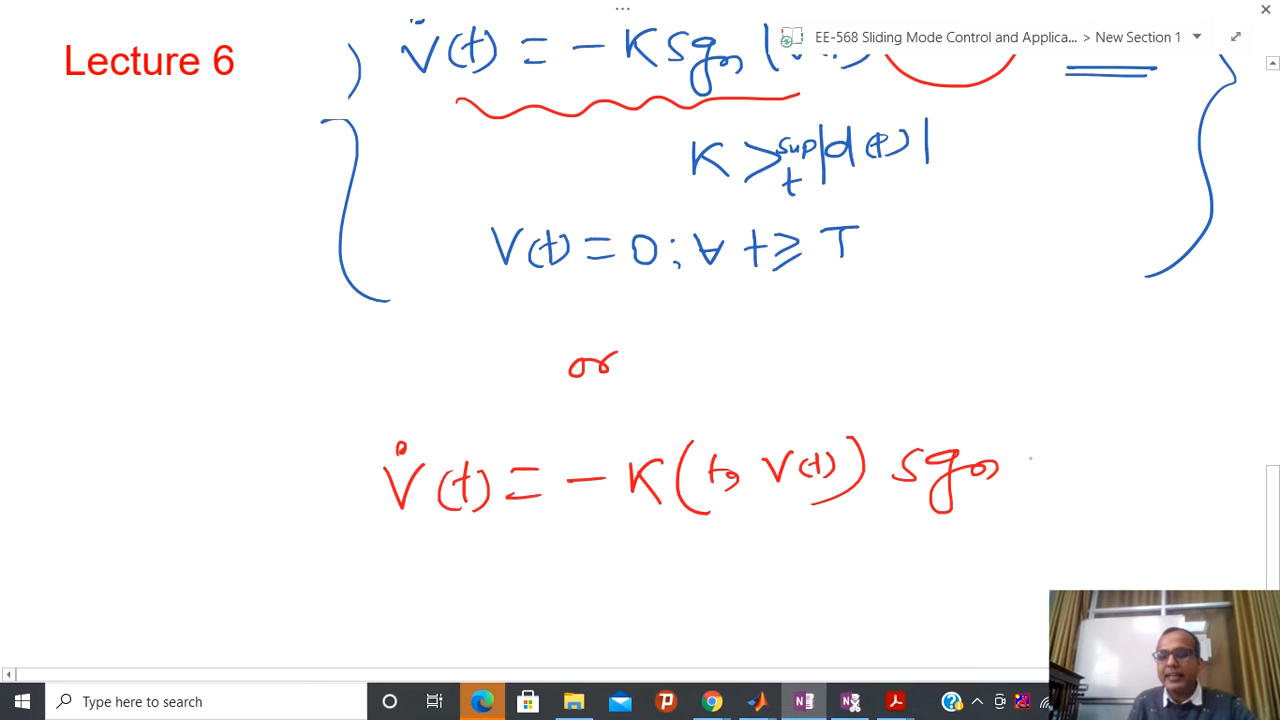 EE-568 Sliding Mode Control and Applica... > New Section 1
Lecture 6
V̇(t) = - K sgn
K > sup |d(t)|
t
V(t) = 0 ; ∀ t ≥ T
or
V̇(t) = - K(t, V(t)) sgn
Type here to search